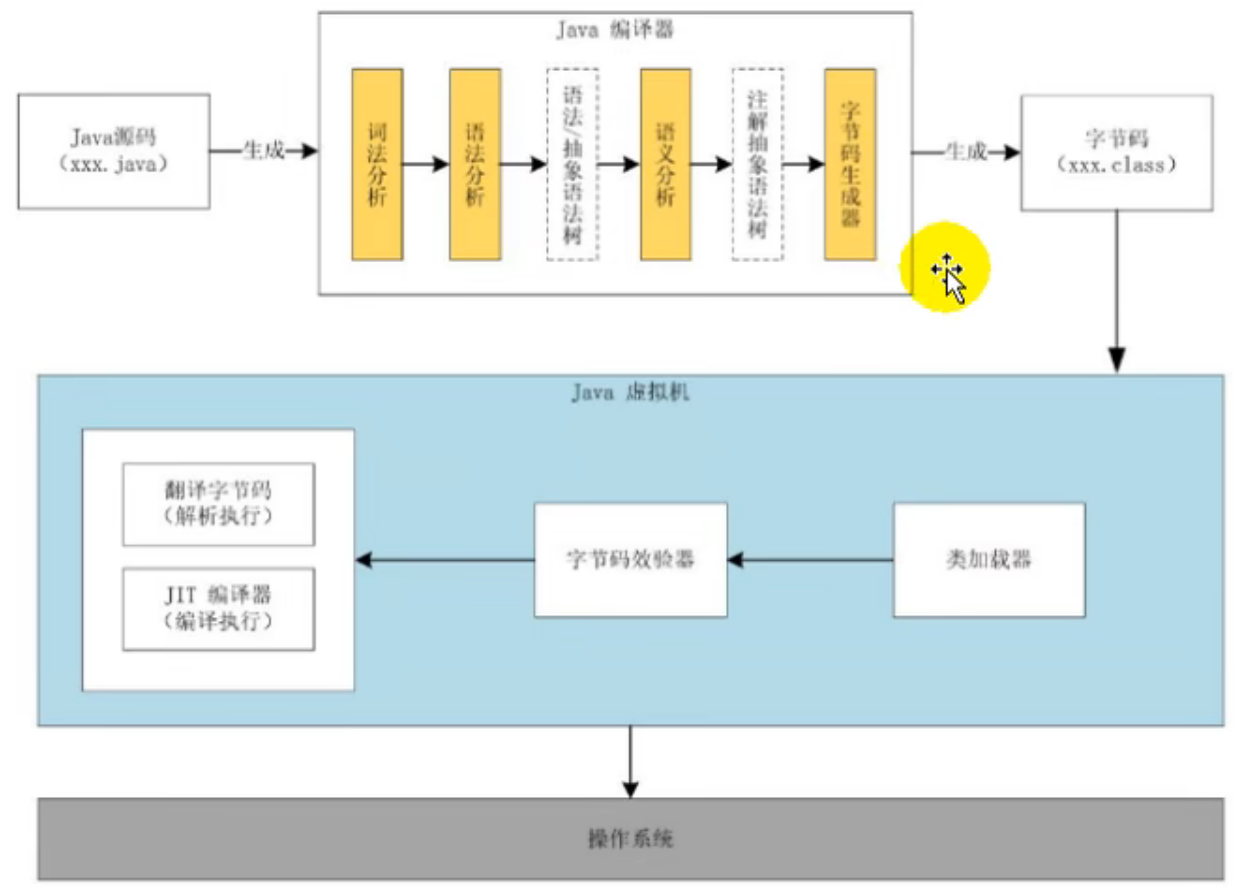 Java 编译器
Java源码
（xxx.java）
生成
词法分析
语法分析
语法/抽象语法树
语义分析
注解抽象语法树
字节码生成器
生成
字节码
（xxx.class）
Java 虚拟机
翻译字节码
（解析执行）
JIT 编译器
（编译执行）
字节码效验器
类加载器
操作系统